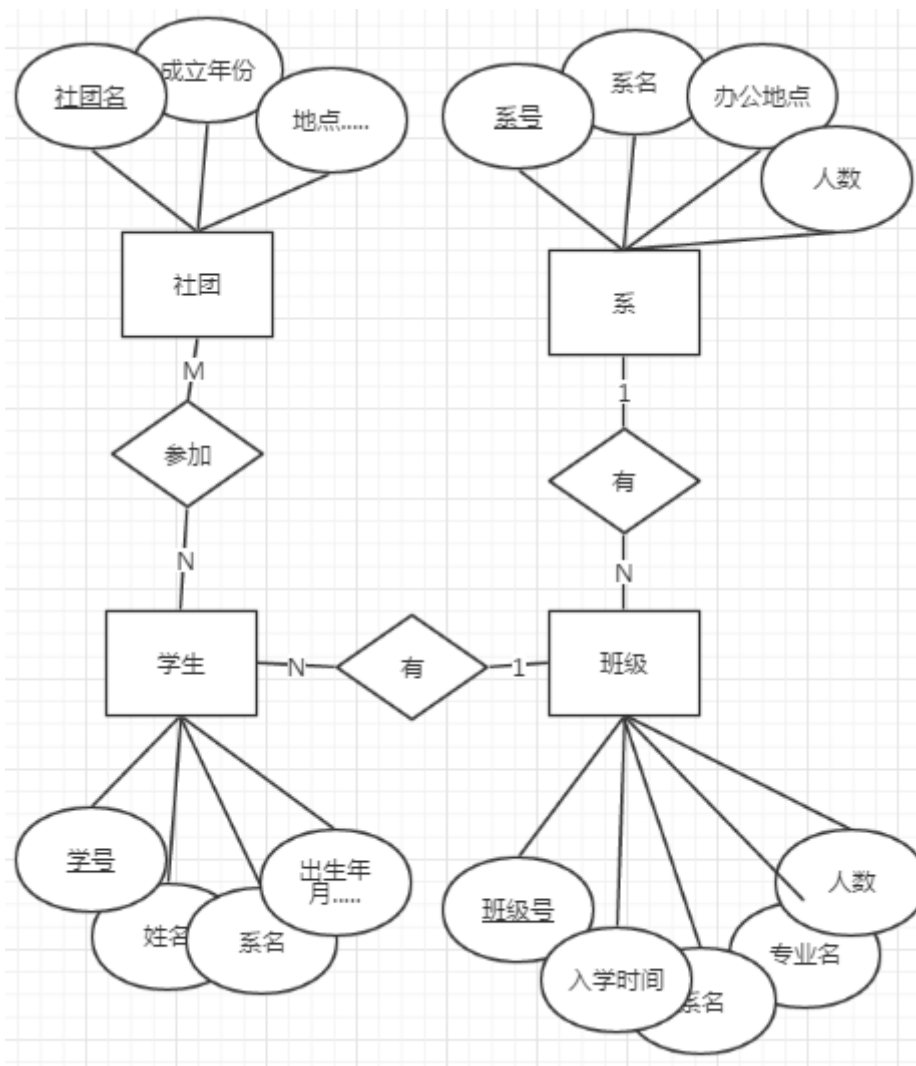 社团名
成立年份
地点.....
系号
系名
办公地点
人数
社团
系
M
1
参加
有
N
N
学生
N
有
1
班级
学号
姓名
系名
出生年
月.....
班级号
入学时间
系名
专业名
人数